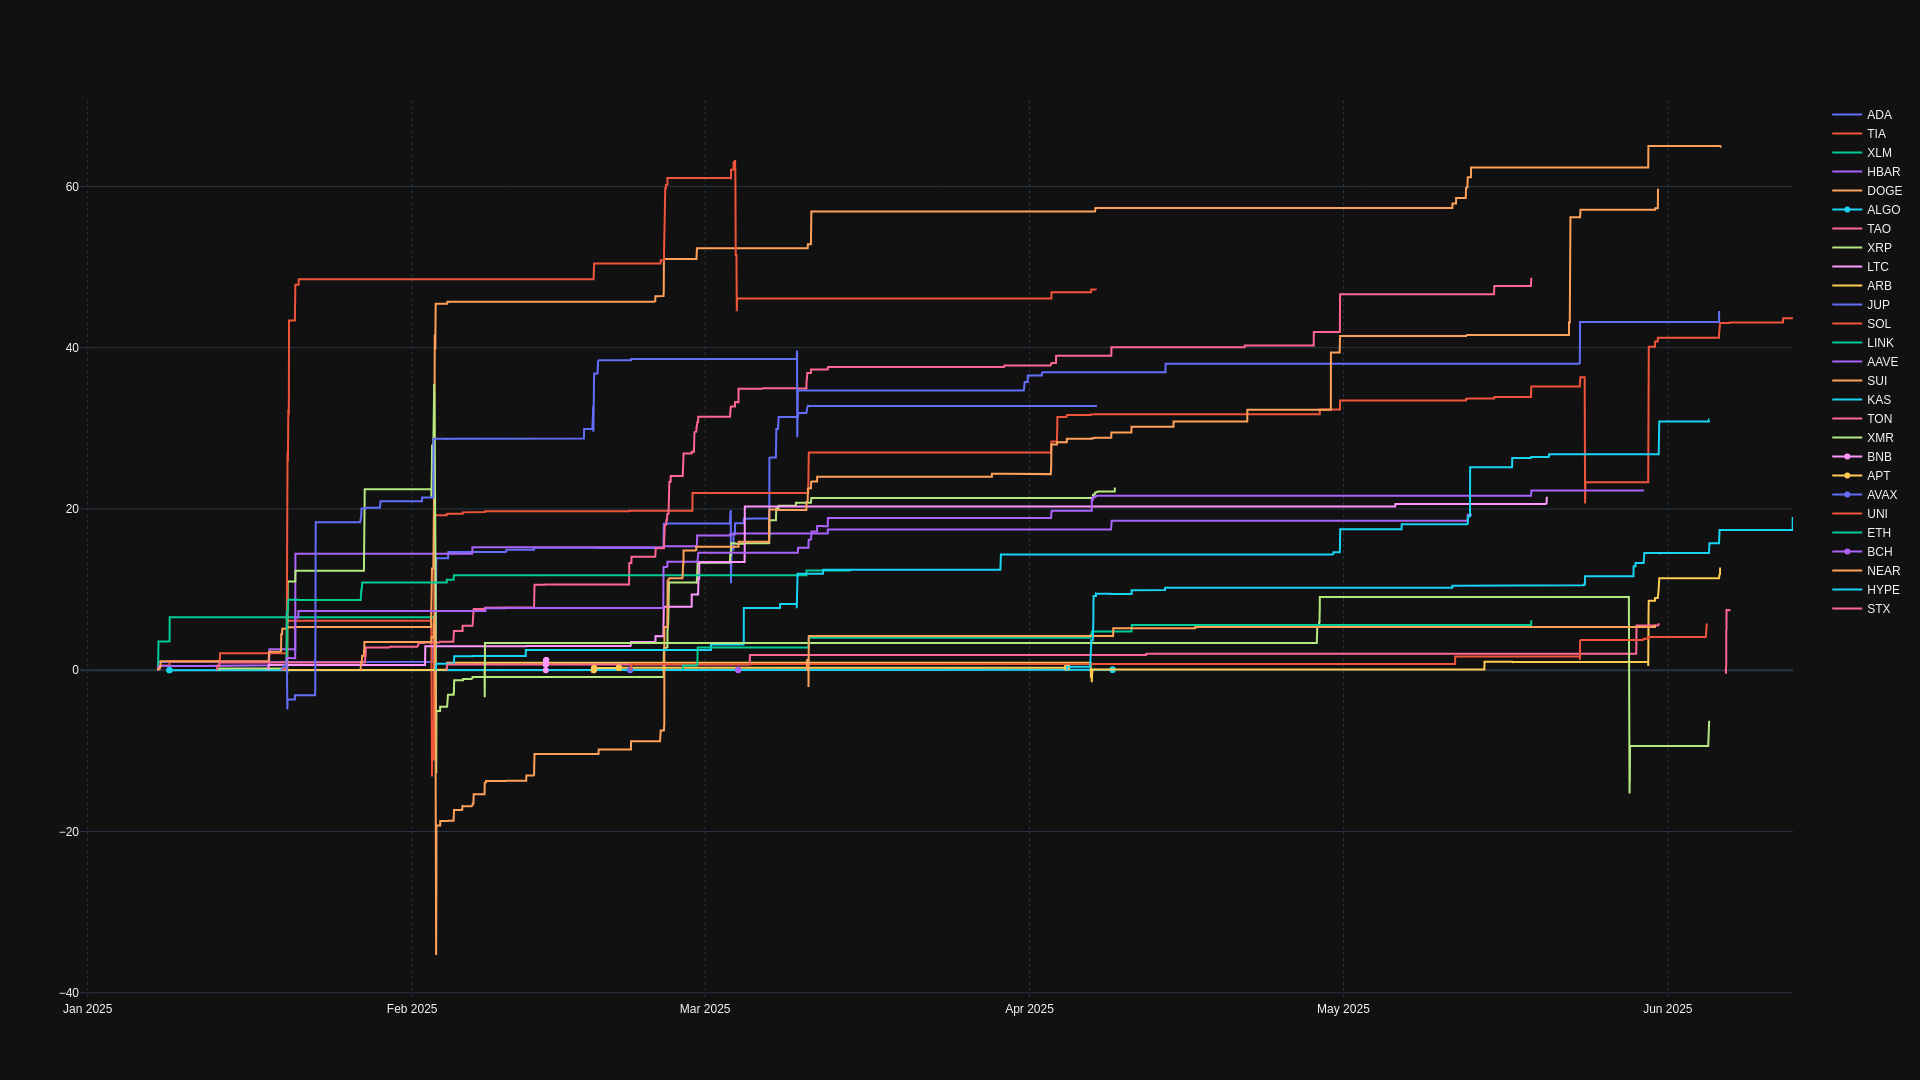 60
40
20
0
−20
−40
Jan 2025
Feb 2025
Mar 2025
Apr 2025
May 2025
Jun 2025
ADA
TIA
XLM
HBAR
DOGE
ALGO
TAO
XRP
LTC
ARB
JUP
SOL
LINK
AAVE
SUI
KAS
TON
XMR
BNB
APT
AVAX
UNI
ETH
BCH
NEAR
HYPE
STX